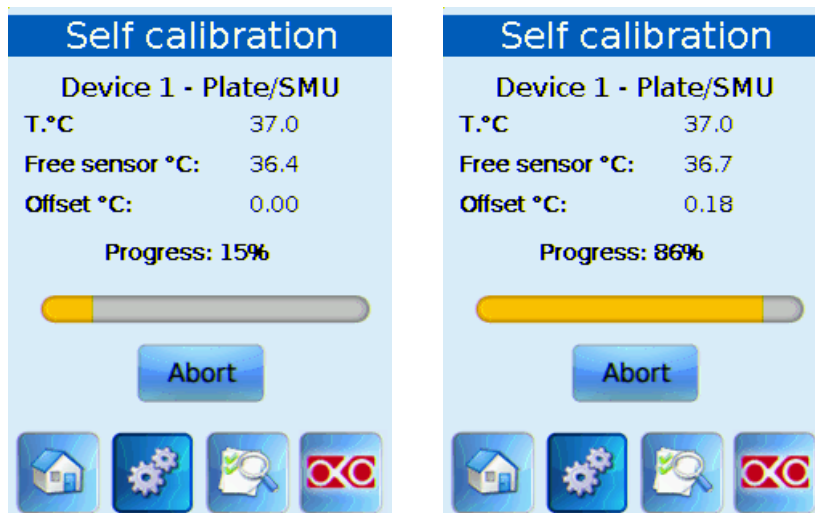 Self calibration
Device 1 - Plate/SMU
T.°C 37.0
Free sensor °C: 36.4
Offset °C: 0.00
Progress: 15%
Abort
Self calibration
Device 1 - Plate/SMU
T.°C 37.0
Free sensor °C: 36.7
Offset °C: 0.18
Progress: 86%
Abort